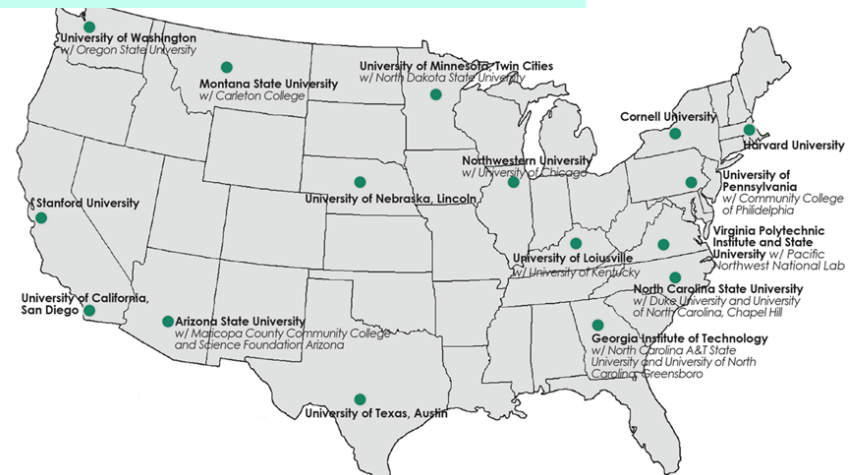 University of Washington
w/ Oregon State University
University of Minnesota, Twin Cities
w/ North Dakota State University
Montana State University
w/ Carleton College
Cornell University
Harvard University
Northwestern University
w/ University of Chicago
University of Nebraska, Lincoln
University of
Pennsylvania
w/ Community College
of Philidelphia
Stanford University
Virginia Polytechnic
Institute and State
University w/ Pacific
Northwest National Lab
University of Loiusville
w/ University of Kentucky
University of California,
San Diego
North Carolina State University
w/ Duke University and University
of North Carolina, Chapel Hill
Arizona State University
w/ Maticopa County Community College
and Science Foundation Arizona
Georgia Institute of Technology
w/ North Carolina A&T State
University and University of North
Carolina, Greensboro
University of Texas, Austin